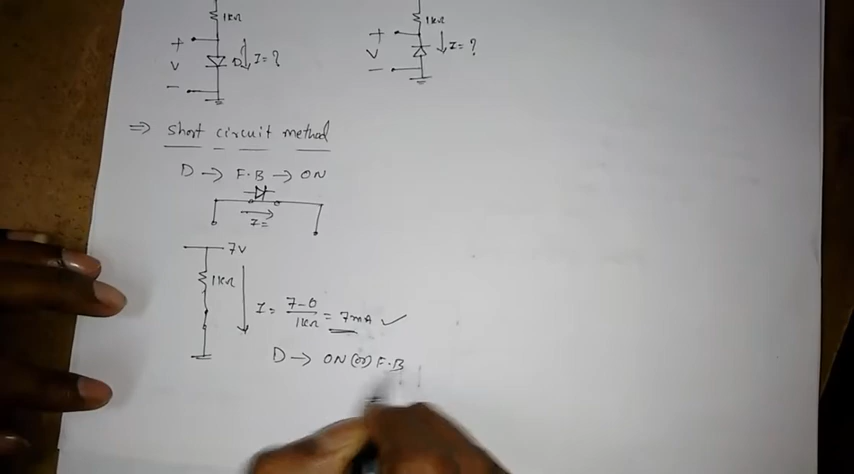 1KΩ
+
V
-
D
I = ?
1KΩ
+
V
-
I = ?
⇒ Short circuit method
D → F.B → ON
I =
7V
1KΩ
I = 7-0 / 1KΩ = 7mA ✓
D → ON (or) F.B